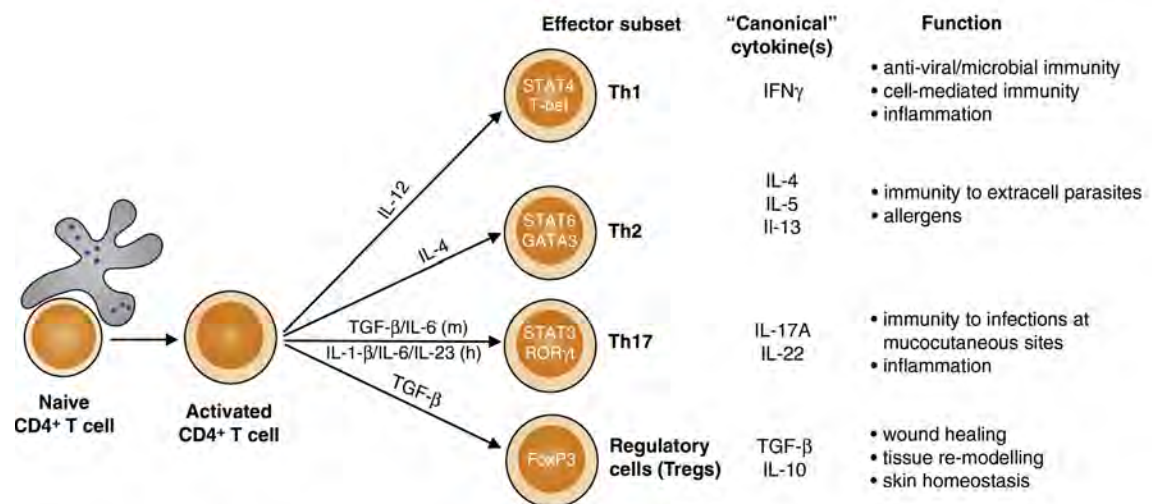 Effector subset
“Canonical”
cytokine(s)
Function
STAT4
T-bet
Th1
IFNγ
• anti-viral/microbial immunity
• cell-mediated immunity
• inflammation
IL-12
STAT6
GATA3
Th2
IL-4
IL-5
Il-13
• immunity to extracell parasites
• allergens
IL-4
TGF-β/IL-6 (m)
IL-1-β/IL-6/IL-23 (h)
STAT3
RORγt
Th17
IL-17A
IL-22
• immunity to infections at
mucocutaneous sites
• inflammation
TGF-β
Naive
CD4+ T cell
Activated
CD4+ T cell
FoxP3
Regulatory
cells (Tregs)
TGF-β
IL-10
• wound healing
• tissue re-modelling
• skin homeostasis